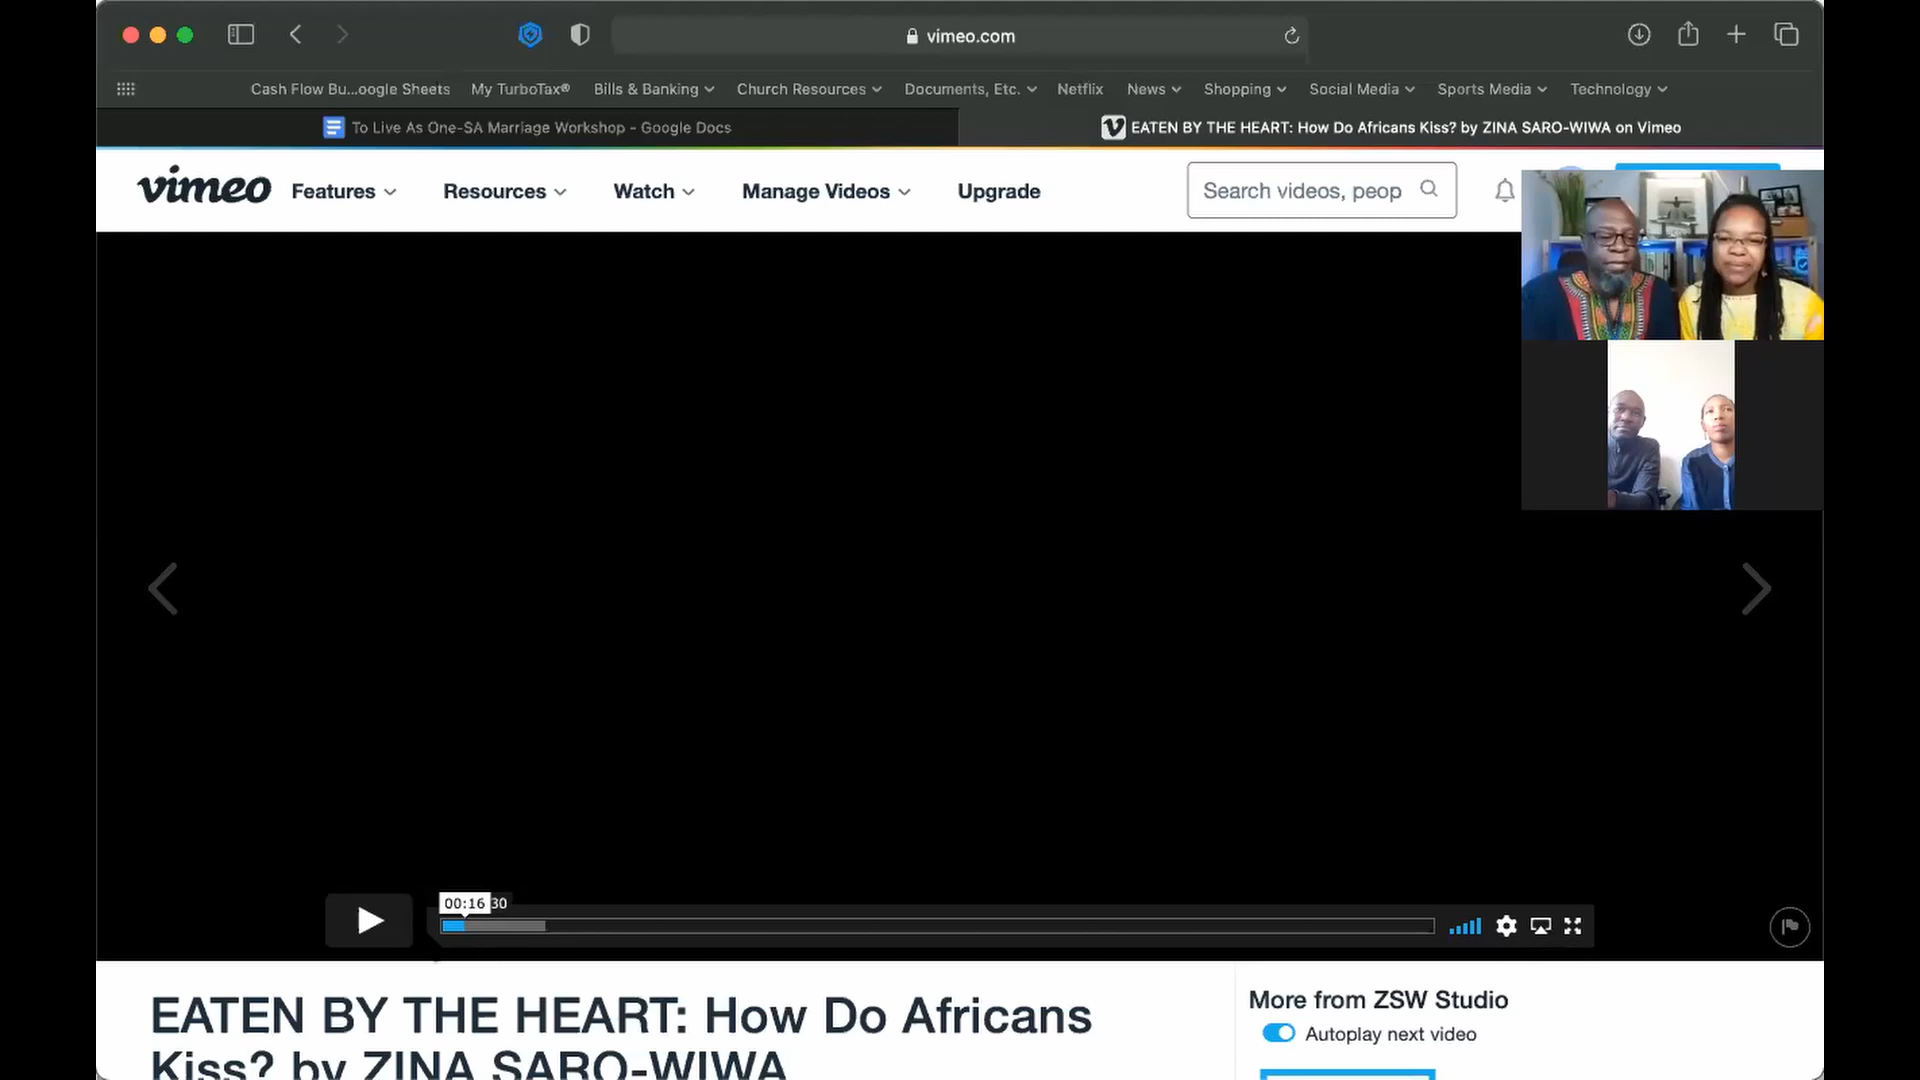 vimeo.com
Cash Flow Bu...oogle Sheets My TurboTax® Bills & Banking Church Resources Documents, Etc. Netflix News Shopping Social Media Sports Media Technology
To Live As One-SA Marriage Workshop - Google Docs
EATEN BY THE HEART: How Do Africans Kiss? by ZINA SARO-WIWA on Vimeo
vimeo Features Resources Watch Manage Videos Upgrade Search videos, peop
00:16 30
EATEN BY THE HEART: How Do Africans
Kiss? by ZINA SARO-WIWA
More from ZSW Studio
Autoplay next video